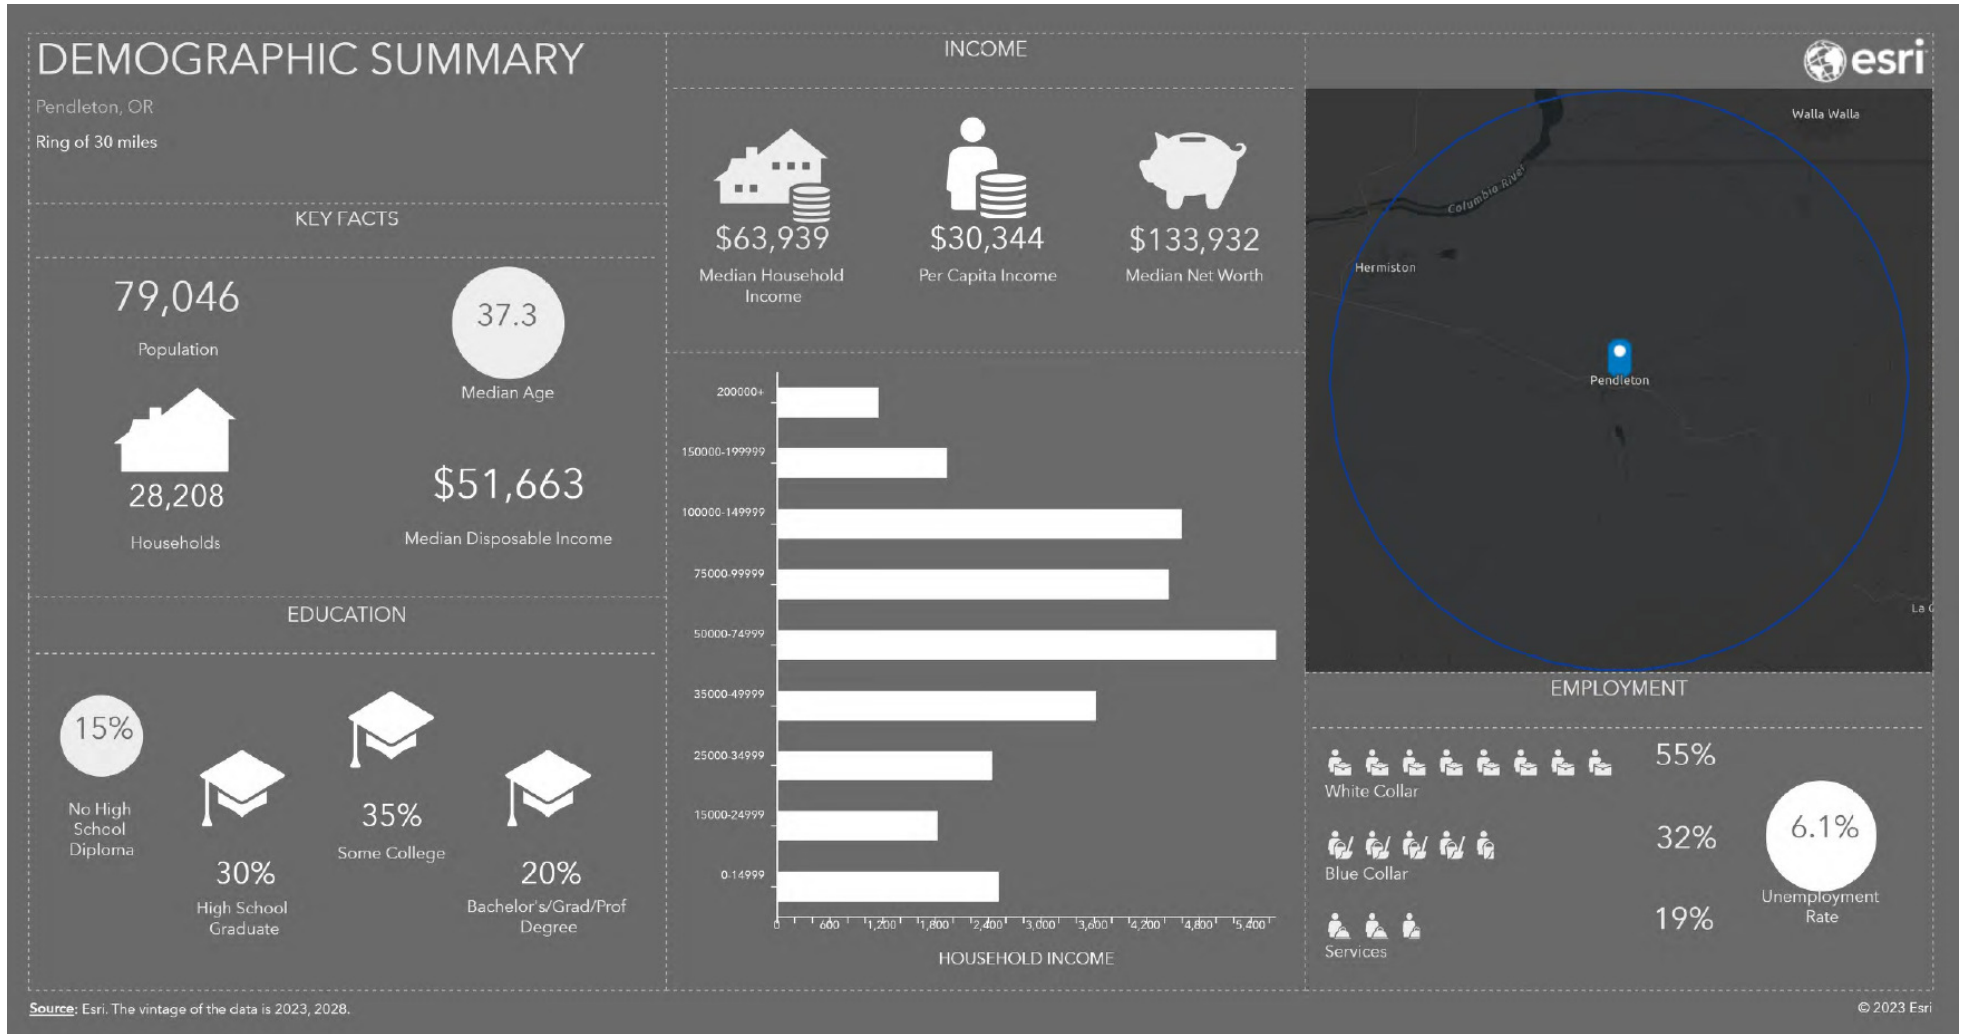 DEMOGRAPHIC SUMMARY
Pendleton, OR
Ring of 30 miles
KEY FACTS
79,046
Population
37.3
Median Age
28,208
Households
$51,663
Median Disposable Income
EDUCATION
15%
No High
School
Diploma
30%
High School
Graduate
35%
Some College
20%
Bachelor's/Grad/Prof
Degree
INCOME
$63,939
Median Household
Income
$30,344
Per Capita Income
$133,932
Median Net Worth
200000+
150000-199999
100000-149999
75000-99999
50000-74999
35000-49999
25000-34999
15000-24999
0-14999
0 600 1,200 1,800 2,400 3,000 3,600 4,200 4,800 5,400
HOUSEHOLD INCOME
esri
Walla Walla
Columbia River
Hermiston
Pendleton
La
EMPLOYMENT
55%
White Collar
32%
Blue Collar
19%
Services
6.1%
Unemployment
Rate
Source: Esri. The vintage of the data is 2023, 2028.
© 2023 Esri